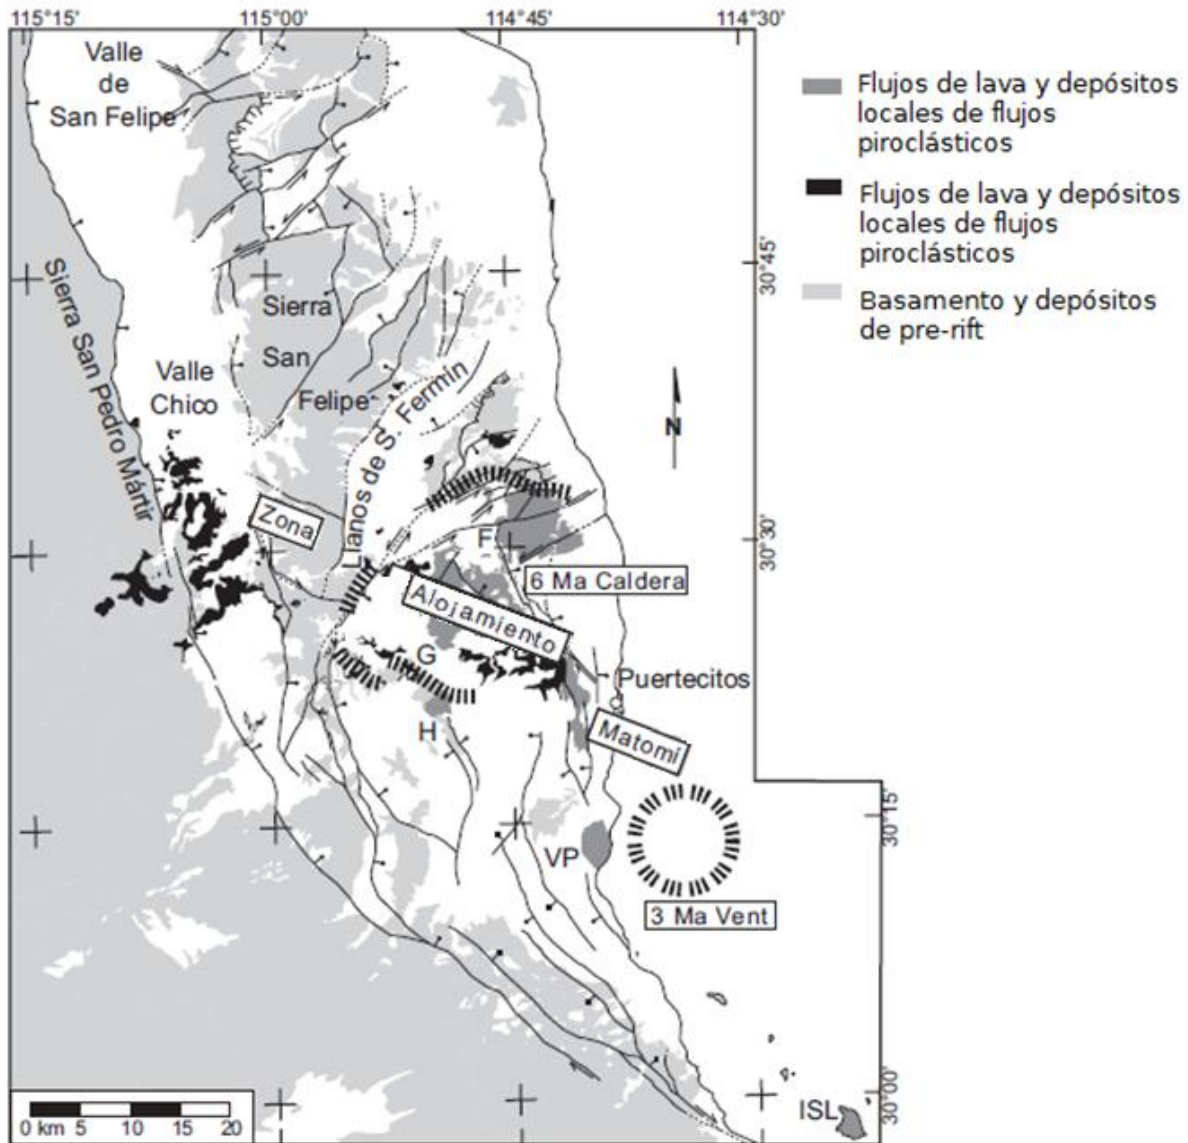 115°15' 115°00' 114°45' 114°30'
Valle
de
San Felipe
Flujos de lava y depósitos
locales de flujos
piroclásticos
Flujos de lava y depósitos
locales de flujos
piroclásticos
Basamento y depósitos
de pre-rift
30°45'
Sierra San Pedro Mártir
Sierra
San
Felipe
Valle
Chico
Llanos de S. Fermin
N
Zona
F
30°30'
6 Ma Caldera
Alojamiento
G
Puertecitos
H
Matomi
30°15'
VP
3 Ma Vent
ISL
30°00'
0 km 5 10 15 20